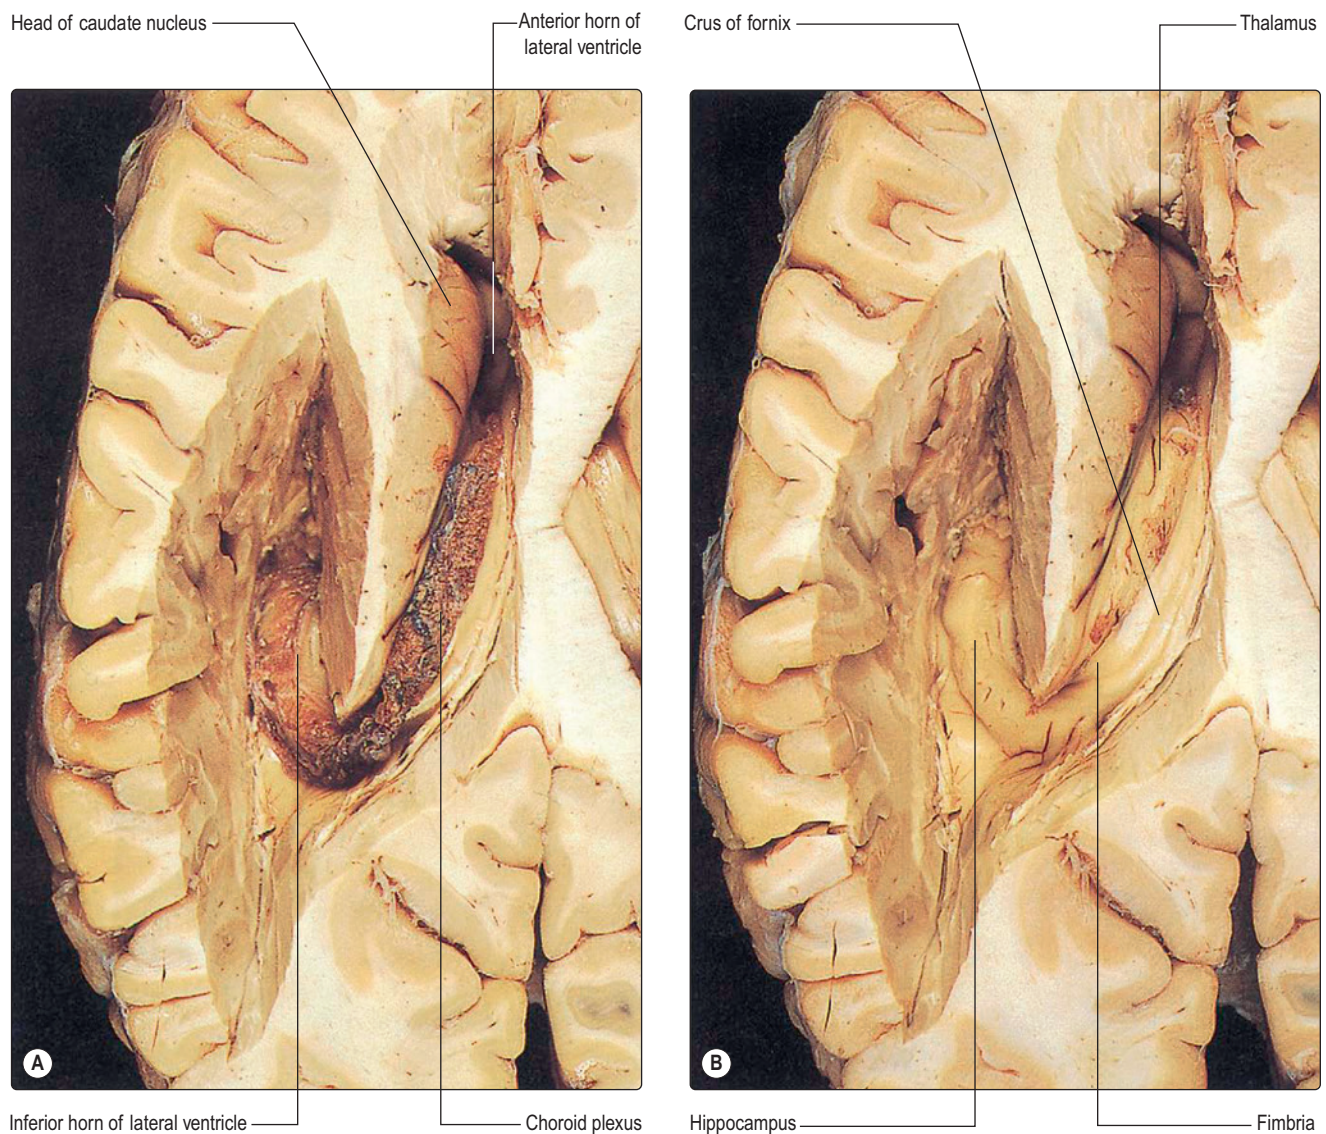 Head of caudate nucleus
Anterior horn of
lateral ventricle
Crus of fornix
Thalamus
A
B
Inferior horn of lateral ventricle
Choroid plexus
Hippocampus
Fimbria